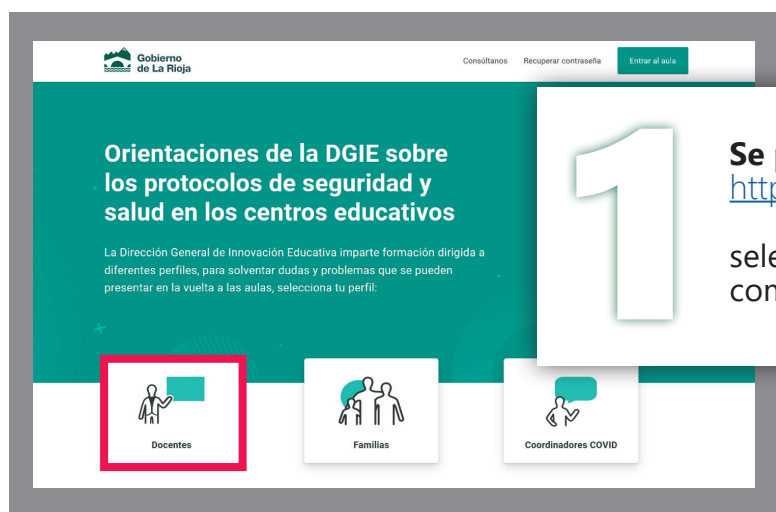 Gobierno
de La Rioja
Consúltanos Recuperar contraseña Entrar al aula
Orientaciones de la DGIE sobre
los protocolos de seguridad y
salud en los centros educativos
La Dirección General de Innovación Educativa imparte formación dirigida a
diferentes perfiles, para solventar dudas y problemas que se pueden
presentar en la vuelta a las aulas, selecciona tu perfil:
1
Se
Docentes
Familias
Coordinadores COVID